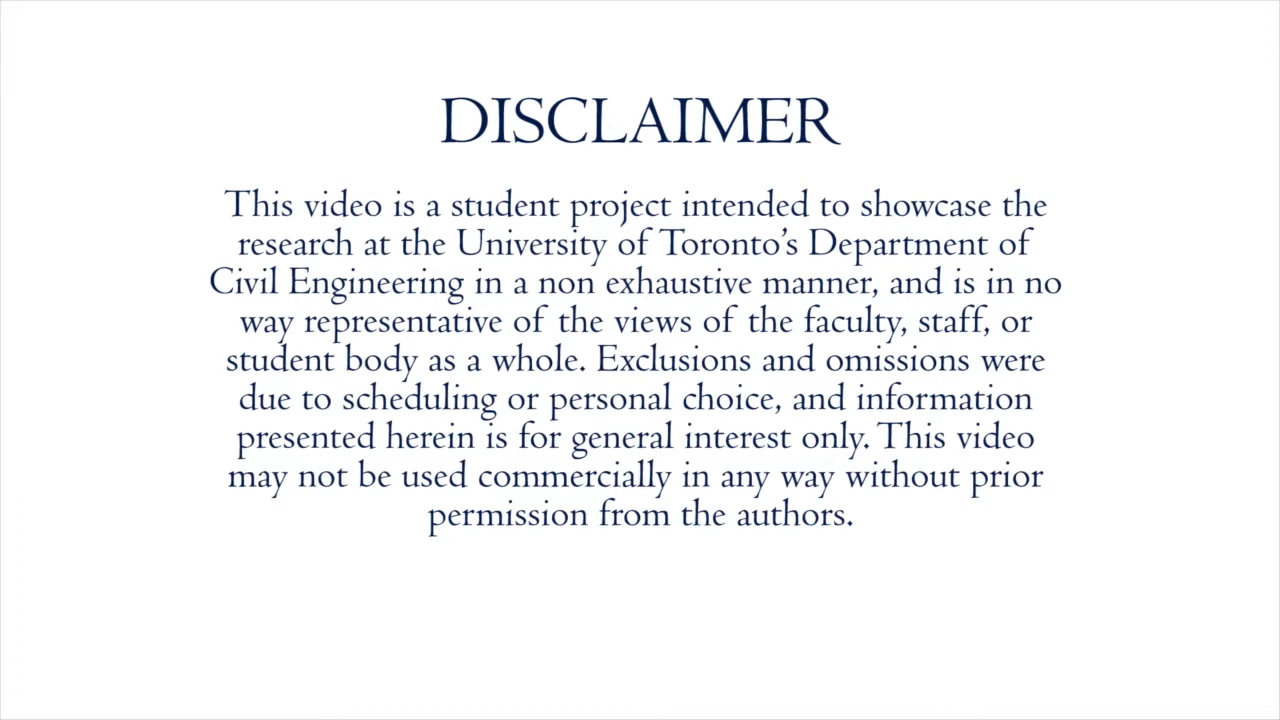 DISCLAIMER
This video is a student project intended to showcase the
research at the University of Toronto’s Department of
Civil Engineering in a non exhaustive manner, and is in no
way representative of the views of the faculty, staff, or
student body as a whole. Exclusions and omissions were
due to scheduling or personal choice, and information
presented herein is for general interest only. This video
may not be used commercially in any way without prior
permission from the authors.